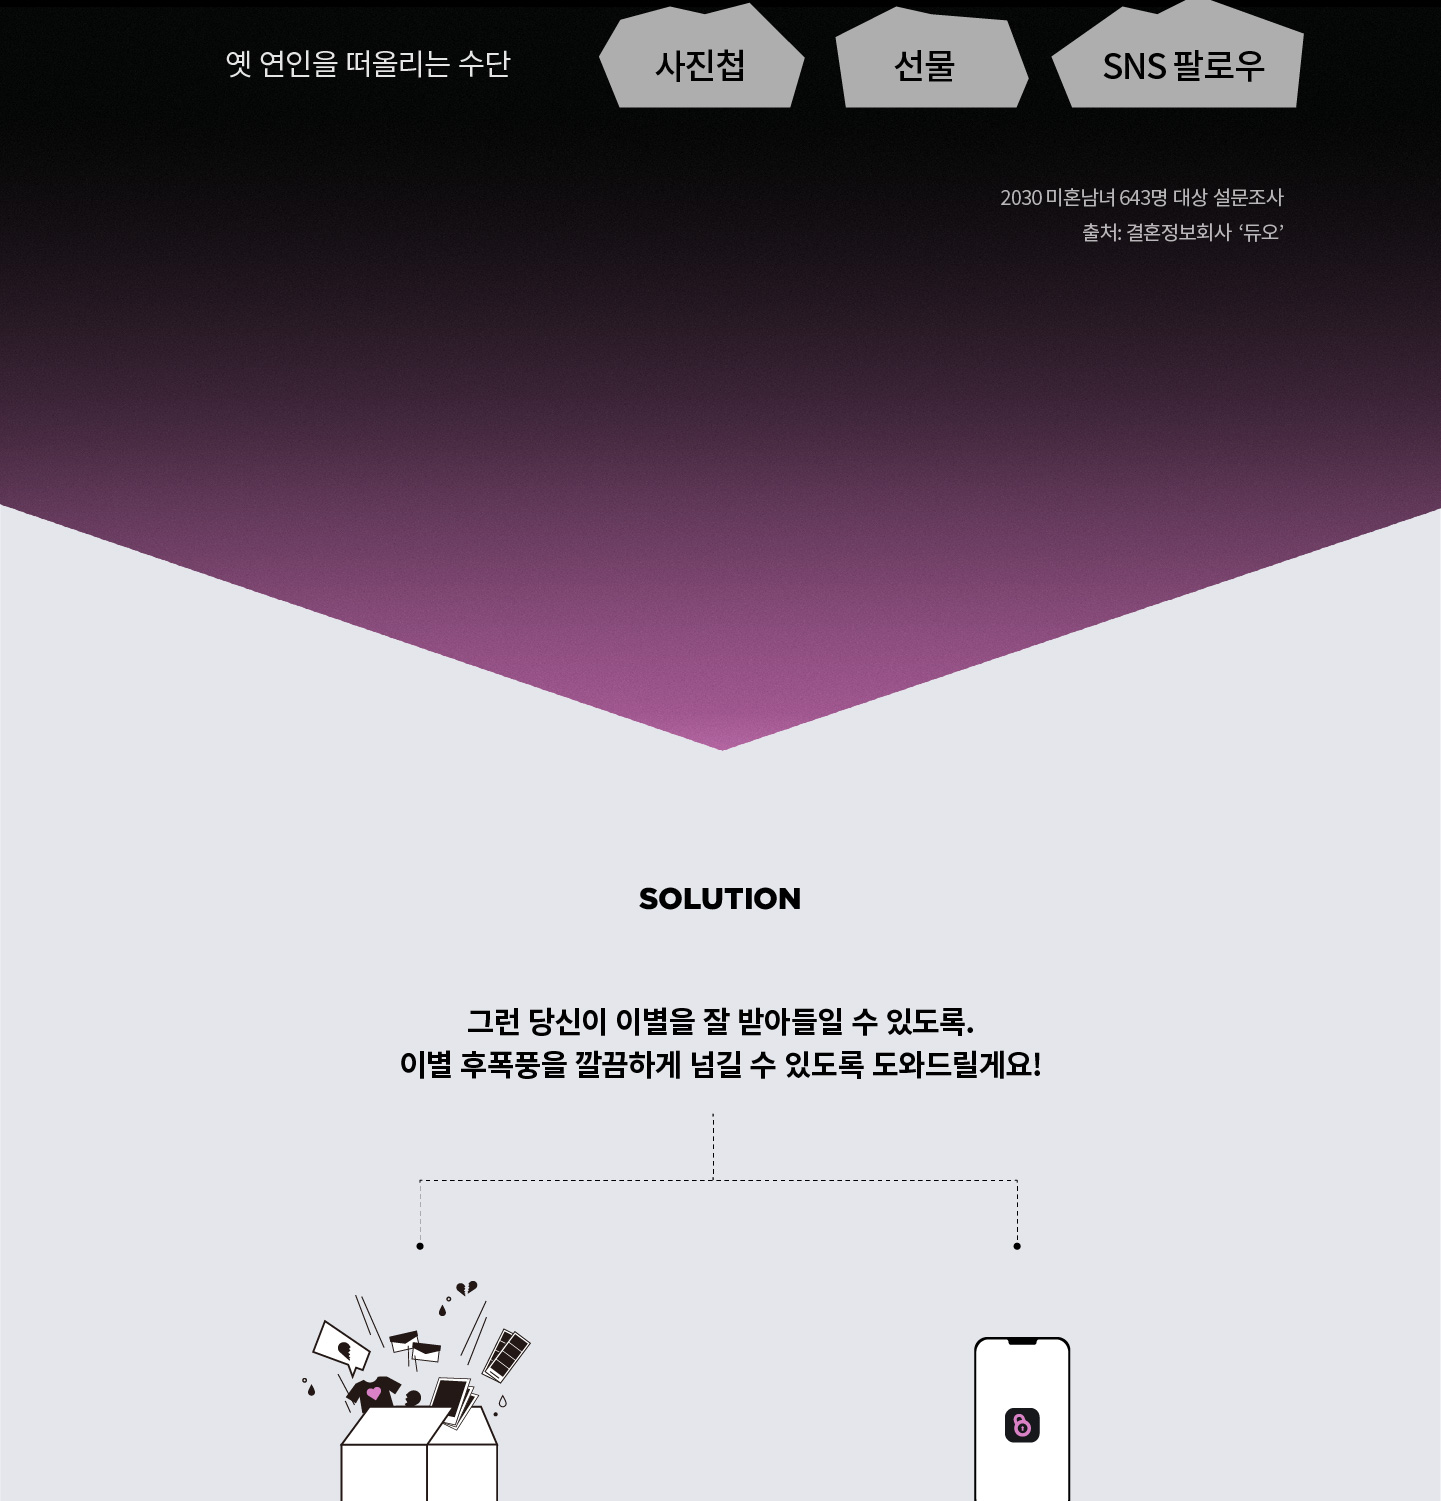 옛 연인을 떠올리는 수단 사진첩 선물 SNS 팔로우
2030 미혼남녀 643명 대상 설문조사
출처: 결혼정보회사 ‘듀오’
SOLUTION
그런 당신이 이별을 잘 받아들일 수 있도록.
이별 후폭풍을 깔끔하게 넘길 수 있도록 도와드릴게요!